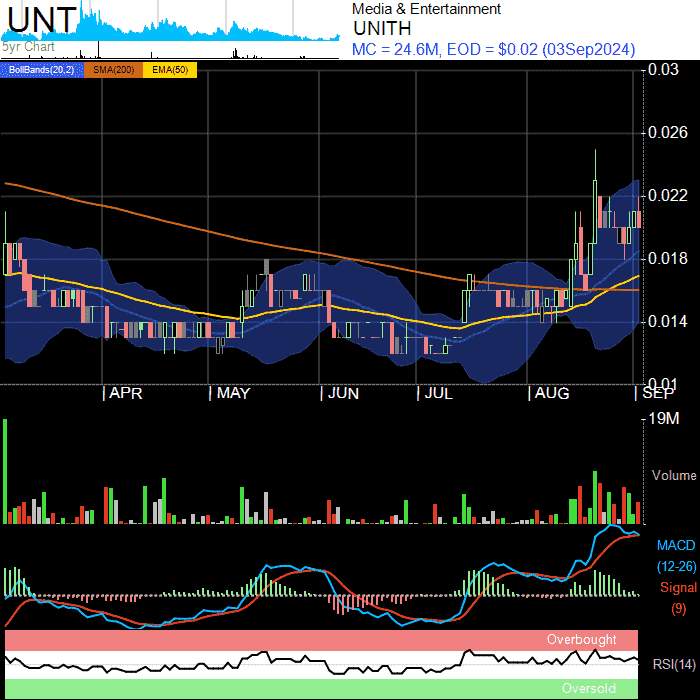 UNT
5yr Chart
Media & Entertainment
UNITH
MC = 24.6M, EOD = $0.02 (03Sep2024)
BollBands(20,2) SMA(200) EMA(50)
0.03
0.026
0.022
0.018
0.014
0.01
APR MAY JUN JUL AUG SEP
19M
Volume
MACD
(12-26)
Signal
(9)
Overbought
RSI(14)
Oversold